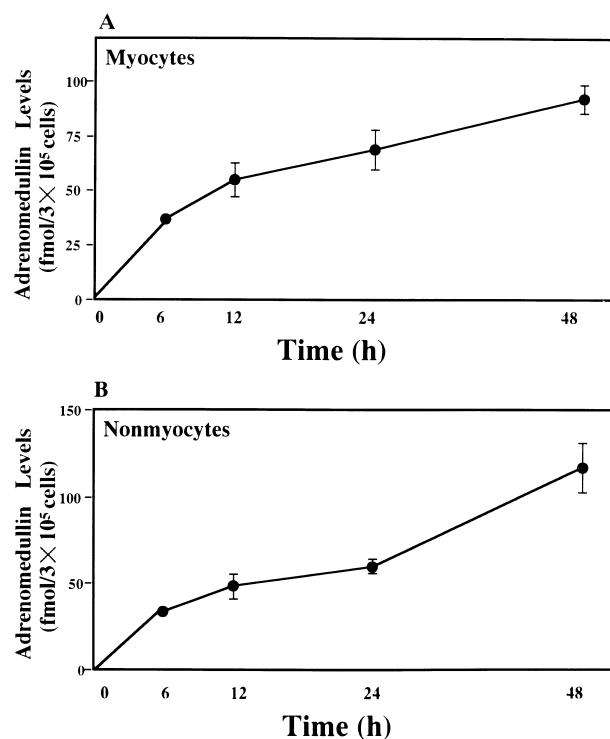 A
Myocytes
Adrenomedullin Levels
(fmol/3×10⁵ cells)
100
75
50
25
0
0 6 12 24 48
Time (h)
B
Nonmyocytes
Adrenomedullin Levels
(fmol/3×10⁵ cells)
150
100
50
0
0 6 12 24 48
Time (h)